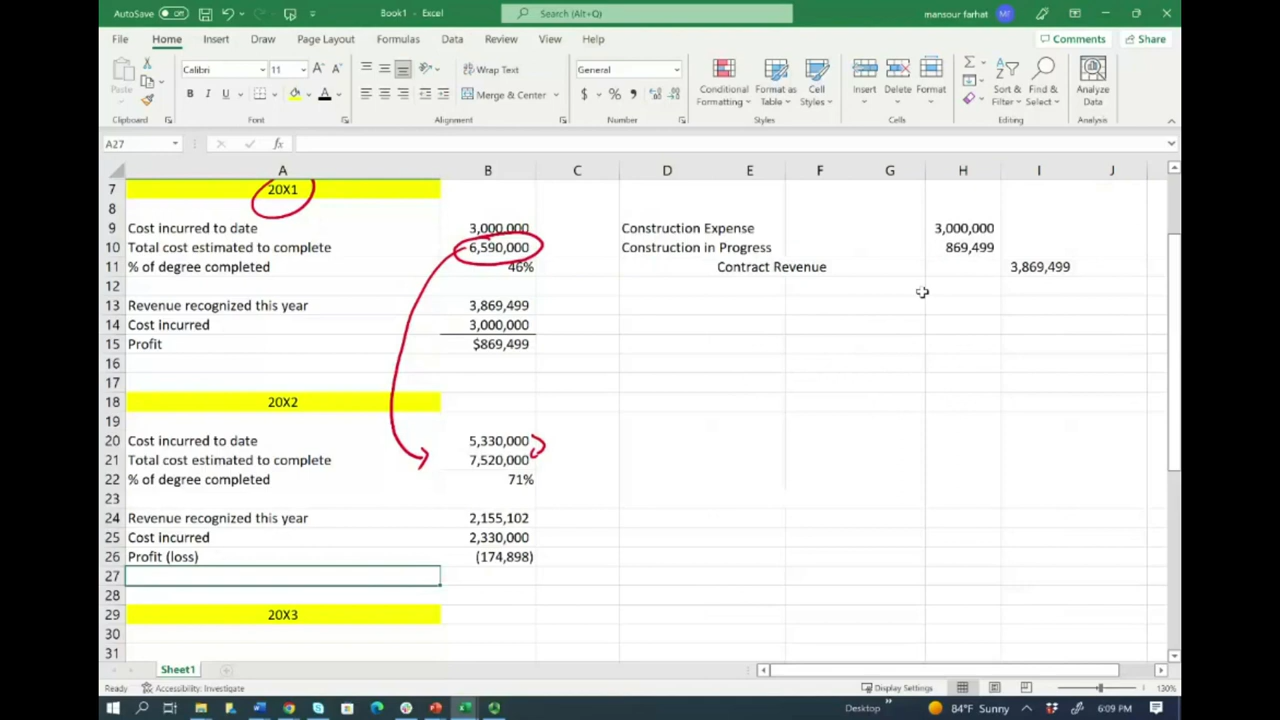 AutoSave Off Book1 - Excel Search (Alt+Q) mansour farhat MF
File Home Insert Draw Page Layout Formulas Data Review View Help Comments Share
Paste Calibri 11 Wrap Text General Conditional Formatting Format as Table Cell Styles Insert Delete Format Sort & Filter Find & Select Analyze Data
B I U A Merge & Center $ % 9
Clipboard Font Alignment Number Styles Cells Editing Analysis
A27 fx
A B C D E F G H I J
7 20X1
8
9 Cost incurred to date 3,000,000 Construction Expense 3,000,000
10 Total cost estimated to complete 6,590,000 Construction in Progress 869,499
11 % of degree completed 46% Contract Revenue 3,869,499
12
13 Revenue recognized this year 3,869,499
14 Cost incurred 3,000,000
15 Profit $869,499
16
17
18 20X2
19
20 Cost incurred to date 5,330,000
21 Total cost estimated to complete 7,520,000
22 % of degree completed 71%
23
24 Revenue recognized this year 2,155,102
25 Cost incurred 2,330,000
26 Profit (loss) (174,898)
27
28
29 20X3
30
31
Sheet1
Ready Accessibility: Investigate Display Settings 130%
Desktop 84°F Sunny 6:09 PM